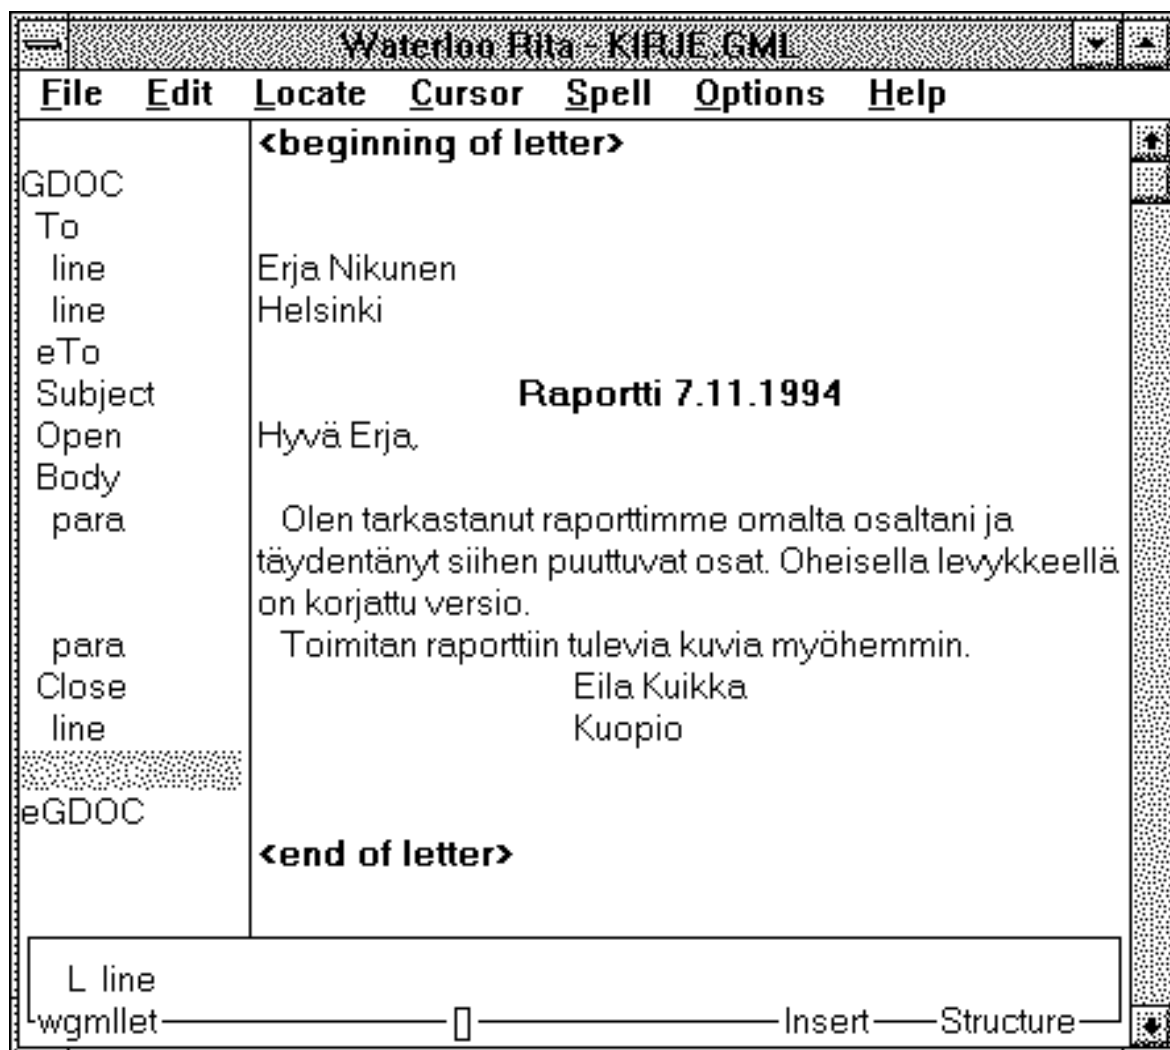 Waterloo Rita - KIRJE.GML
File Edit Locate Cursor Spell Options Help
<beginning of letter>
GDOC
To
line Erja Nikunen
line Helsinki
eTo
Subject Raportti 7.11.1994
Open Hyvä Erja,
Body
para Olen tarkastanut raporttimme omalta osaltani ja
täydentänyt siihen puuttuvat osat. Oheisella levykkeellä
on korjattu versio.
para Toimitan raporttiin tulevia kuvia myöhemmin.
Close Eila Kuikka
line Kuopio
eGDOC
<end of letter>
L line
wgmllet Insert Structure